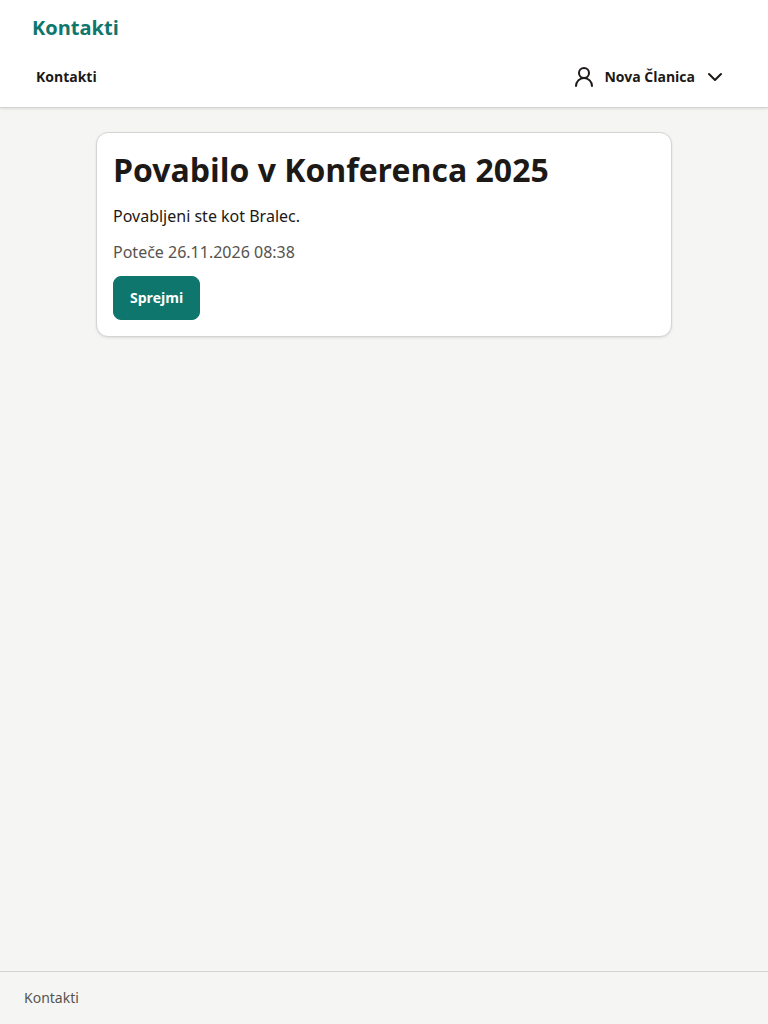 Kontakti
Kontakti
Nova Članica
Povabilo v Konferenca 2025
Povabljeni ste kot Bralec.
Poteče 26.11.2026 08:38
Sprejmi
Kontakti